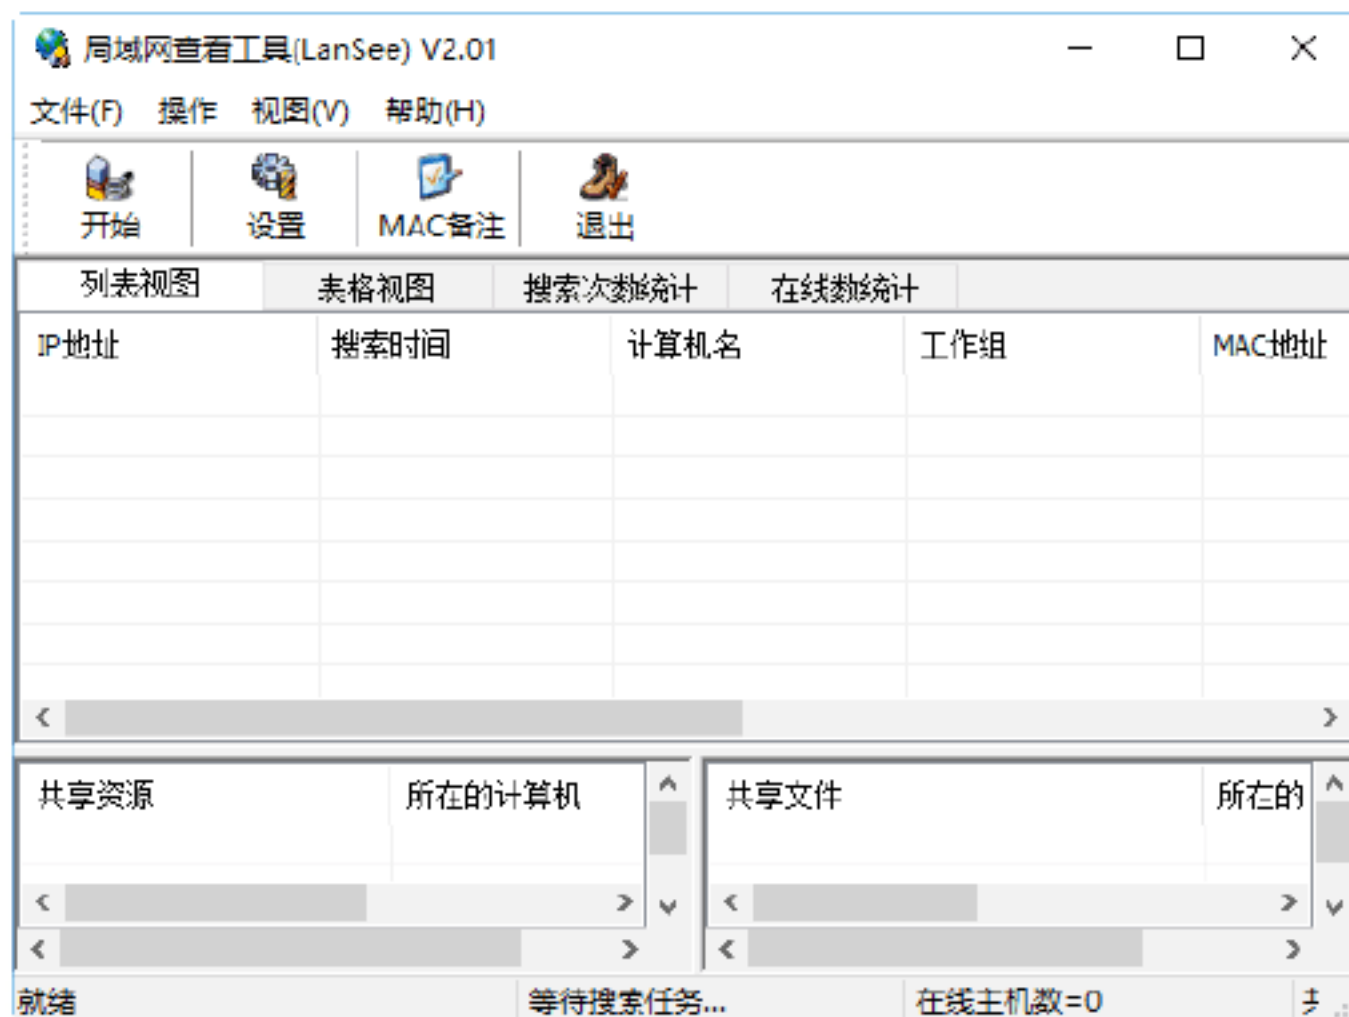 局域网查看工具(LanSee) V2.01
文件(F) 操作 视图(V) 帮助(H)
开始 设置 MAC备注 退出
列表视图 表格视图 搜索次数统计 在线数统计
IP地址 搜索时间 计算机名 工作组 MAC地址
共享资源 所在的计算机 共享文件 所在的
就绪 等待搜索任务... 在线主机数=0